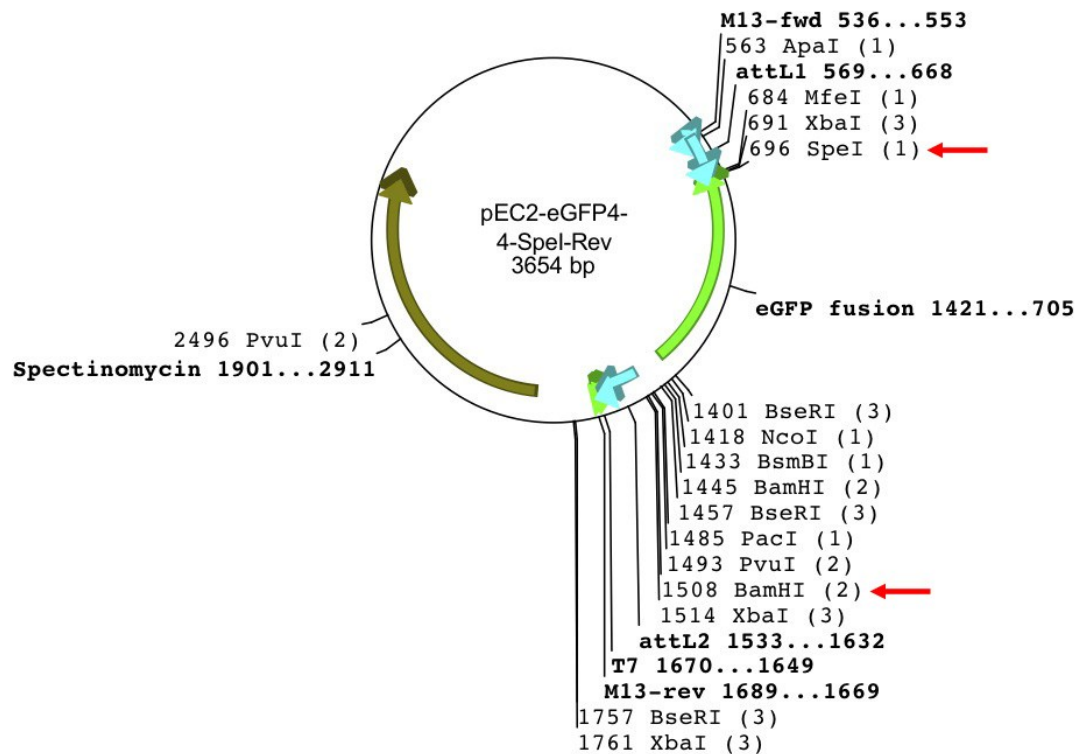 M13-fwd 536...553
563 ApaI (1)
attL1 569...668
684 MfeI (1)
691 XbaI (3)
696 SpeI (1)
pEC2-eGFP4-
4-SpeI-Rev
3654 bp
eGFP fusion 1421...705
2496 PvuI (2)
Spectinomycin 1901...2911
1401 BseRI (3)
1418 NcoI (1)
1433 BsmBI (1)
1445 BamHI (2)
1457 BseRI (3)
1485 PacI (1)
1493 PvuI (2)
1508 BamHI (2)
1514 XbaI (3)
attL2 1533...1632
T7 1670...1649
M13-rev 1689...1669
1757 BseRI (3)
1761 XbaI (3)